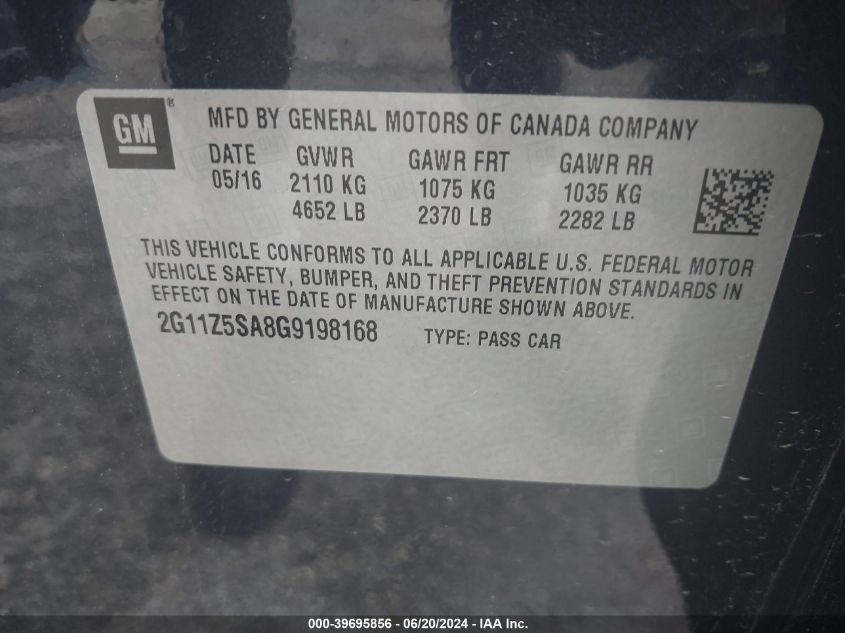 GM®
MFD BY GENERAL MOTORS OF CANADA COMPANY
DATE GVWR GAWR FRT GAWR RR
05/16 2110 KG 1075 KG 1035 KG
4652 LB 2370 LB 2282 LB
THIS VEHICLE CONFORMS TO ALL APPLICABLE U.S. FEDERAL MOTOR
VEHICLE SAFETY, BUMPER, AND THEFT PREVENTION STANDARDS IN
EFFECT ON THE DATE OF MANUFACTURE SHOWN ABOVE.
2G11Z5SA8G9198168 TYPE: PASS CAR
000-39695856 / 06/20/2024 / IAA Inc.